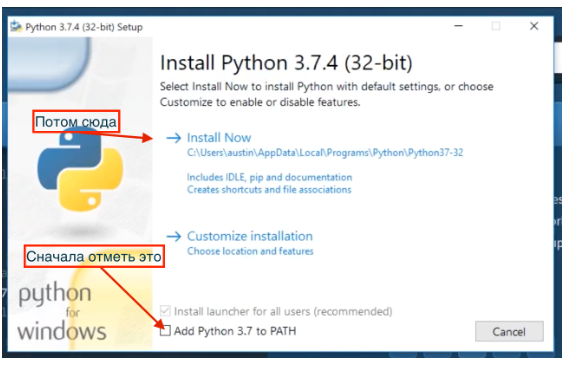 Python 3.7.4 (32-bit) Setup
Install Python 3.7.4 (32-bit)
Select Install Now to install Python with default settings, or choose
Customize to enable or disable features.
Потом сюда
Install Now
C:\Users\austin\AppData\Local\Programs\Python\Python37-32
Includes IDLE, pip and documentation
Creates shortcuts and file associations
Customize installation
Choose location and features
Сначала отметь это
python
for
windows
Install launcher for all users (recommended)
Add Python 3.7 to PATH
Cancel